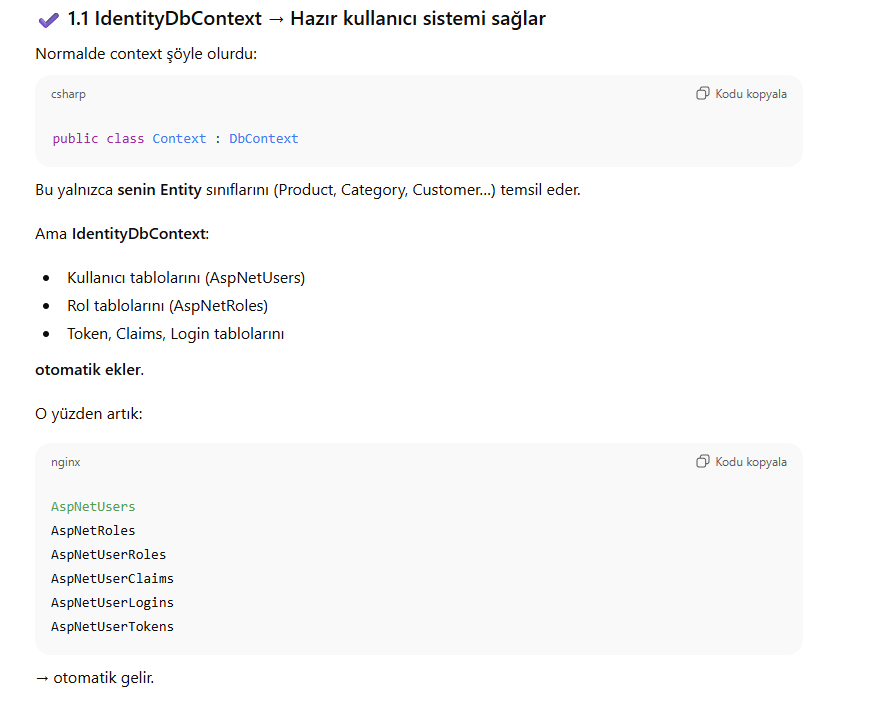 ✔ 1.1 IdentityDbContext → Hazır kullanıcı sistemi sağlar
Normalde context şöyle olurdu:
csharp
Kodu kopyala
public class Context : DbContext
Bu yalnızca senin Entity sınıflarını (Product, Category, Customer...) temsil eder.
Ama IdentityDbContext:
• Kullanıcı tablolarını (AspNetUsers)
• Rol tablolarını (AspNetRoles)
• Token, Claims, Login tablolarını
otomatik ekler.
O yüzden artık:
nginx
Kodu kopyala
AspNetUsers
AspNetRoles
AspNetUserRoles
AspNetUserClaims
AspNetUserLogins
AspNetUserTokens
→ otomatik gelir.